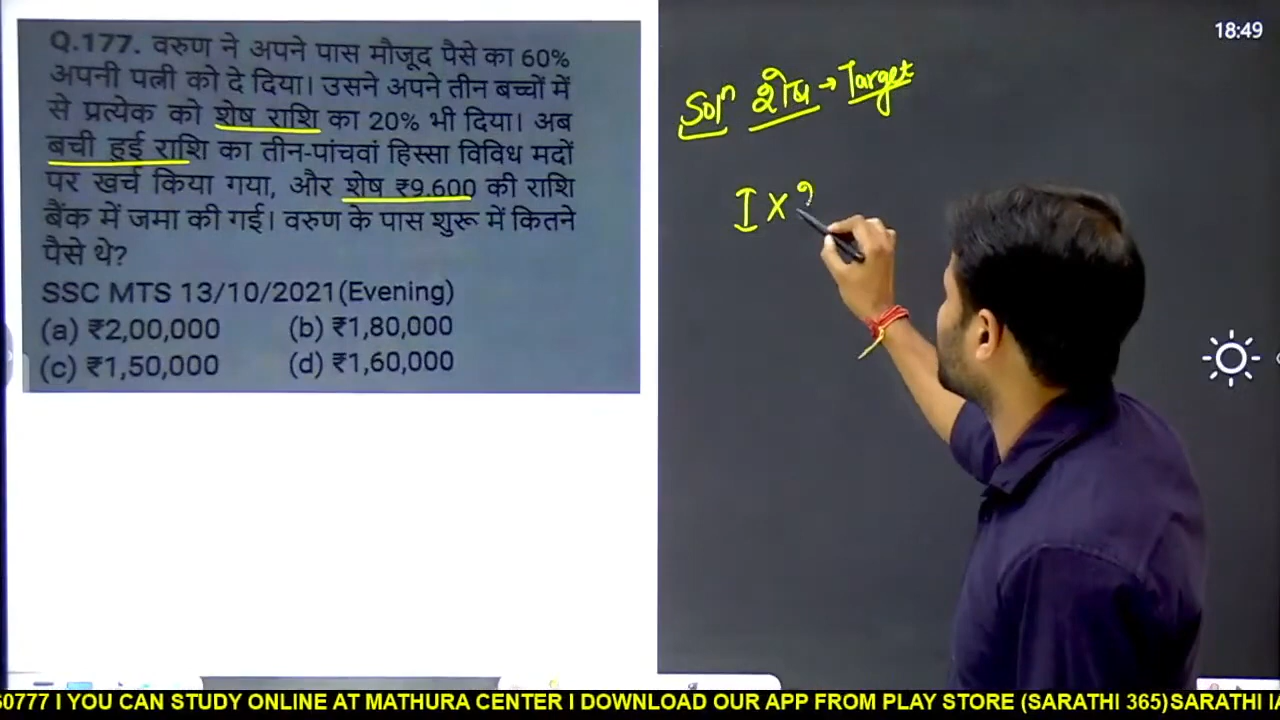 Q.177. वरुण ने अपने पास मौजूद पैसे का 60%
अपनी पत्नी को दे दिया। उसने अपने तीन बच्चों में
से प्रत्येक को शेष राशि का 20% भी दिया। अब
बची हुई राशि का तीन-पांचवां हिस्सा विविध मदों
पर खर्च किया गया, और शेष ₹9,600 की राशि
बैंक में जमा की गई। वरुण के पास शुरू में कितने
पैसे थे?
SSC MTS 13/10/2021(Evening)
(a) ₹2,00,000 (b) ₹1,80,000
(c) ₹1,50,000 (d) ₹1,60,000
18:49
Solⁿ शेष → Target
I x
0777 I YOU CAN STUDY ONLINE AT MATHURA CENTER I DOWNLOAD OUR APP FROM PLAY STORE (SARATHI 365)SARATHI